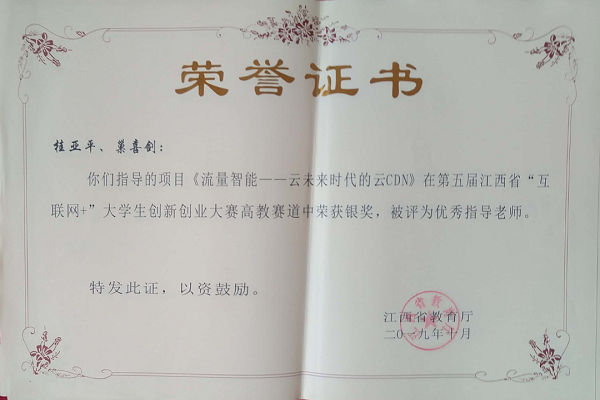 荣誉证书
桂亚平、巢喜剑：
你们指导的项目《流量智能——云未来时代的云CDN》在第五届江西省“互
联网+”大学生创新创业大赛高教赛道中荣获银奖，被评为优秀指导老师。
特发此证，以资鼓励。
江西省教育厅
二〇一九年十月